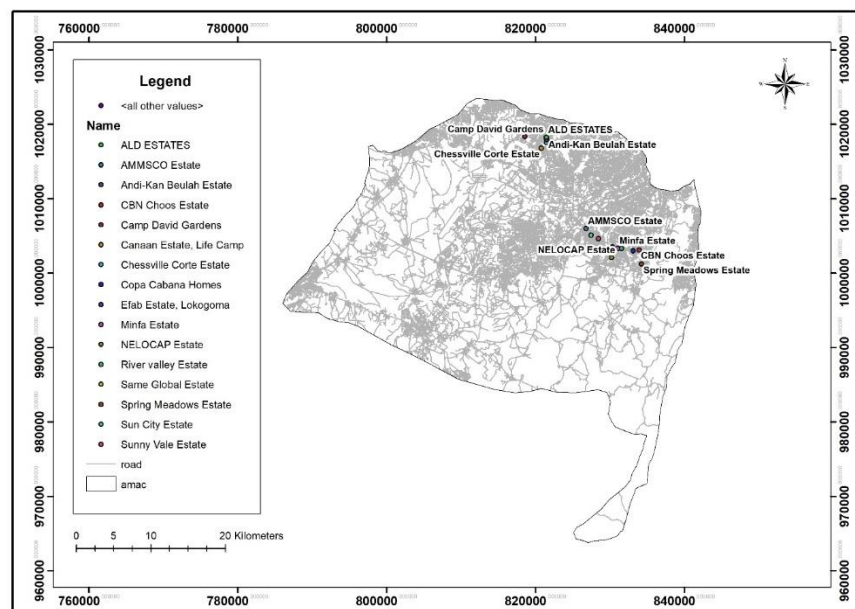 760000 780000 800000 820000 840000
1030000
1020000
1010000
1000000
990000
980000
970000
960000
Legend
<all other values>
Name
ALD ESTATES
AMMSCO Estate
Andi-Kan Beulah Estate
CBN Choos Estate
Camp David Gardens
Canaan Estate, Life Camp
Chessville Corte Estate
Copa Cabana Homes
Efab Estate, Lokogoma
Minfa Estate
NELOCAP Estate
River valley Estate
Same Global Estate
Spring Meadows Estate
Sun City Estate
Sunny Vale Estate
road
amac
0 5 10 20 Kilometers
N
W E
S
Camp David Gardens ALD ESTATES
Andi-Kan Beulah Estate
Chessville Corte Estate
AMMSCO Estate
Minfa Estate
NELOCAP Estate
CBN Choos Estate
Spring Meadows Estate
1030000
1020000
1010000
1000000
990000
980000
970000
960000
760000 780000 800000 820000 840000